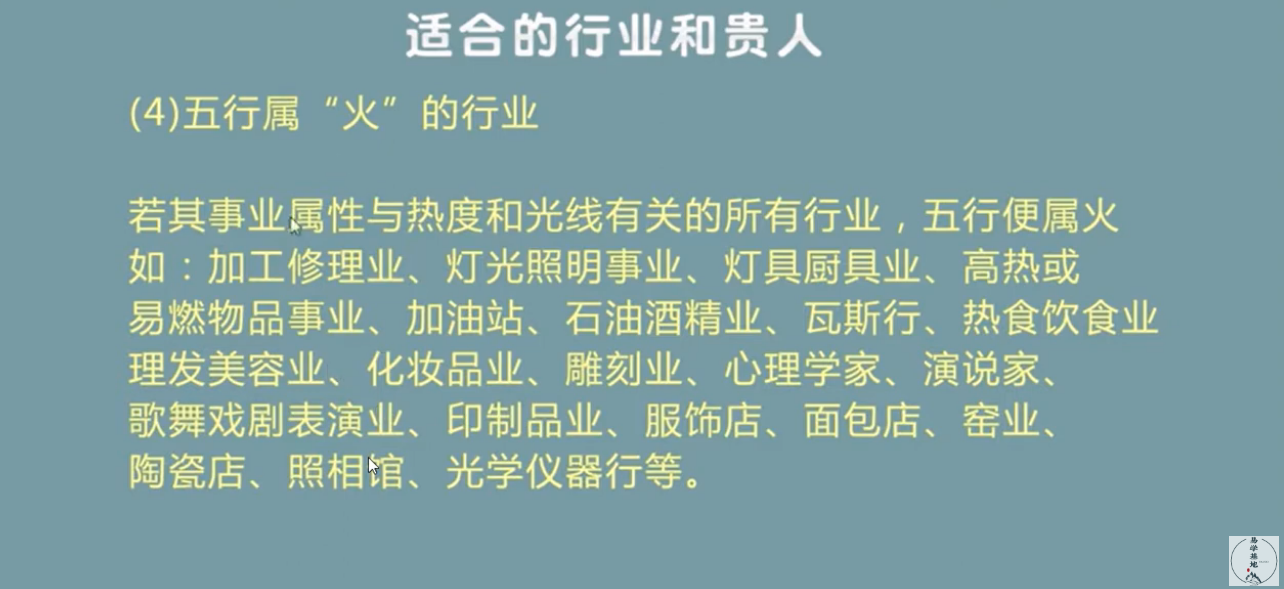 适合的行业和贵人
(4)五行属“火”的行业
若其事业属性与热度和光线有关的所有行业，五行便属火
如：加工修理业、灯光照明事业、灯具厨具业、高热或
易燃物品事业、加油站、石油酒精业、瓦斯行、热食饮食业
理发美容业、化妆品业、雕刻业、心理学家、演说家、
歌舞戏剧表演业、印制品业、服饰店、面包店、窑业、
陶瓷店、照相馆、光学仪器行等。
易学基地